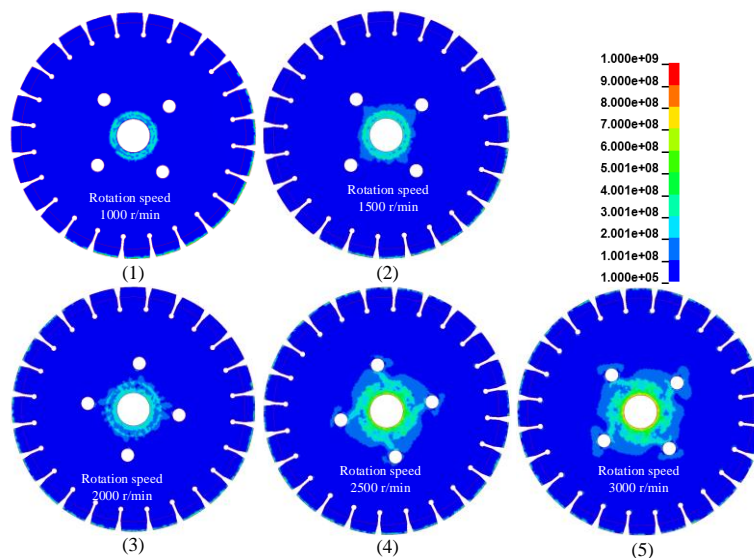 Rotation speed
1000 r/min
(1)
Rotation speed
1500 r/min
(2)
1.000e+09
9.000e+08
8.000e+08
7.000e+08
6.000e+08
5.001e+08
4.001e+08
3.001e+08
2.001e+08
1.001e+08
1.000e+05
Rotation speed
2000 r/min
(3)
Rotation speed
2500 r/min
(4)
Rotation speed
3000 r/min
(5)